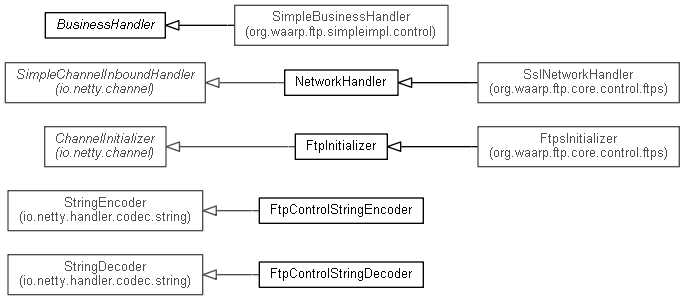 BusinessHandler
SimpleBusinessHandler
(org.waarp.ftp.simpleimpl.control)
SimpleChannelInboundHandler
(io.netty.channel)
NetworkHandler
SslNetworkHandler
(org.waarp.ftp.core.control.ftps)
ChannelInitializer
(io.netty.channel)
FtpInitializer
FtpsInitializer
(org.waarp.ftp.core.control.ftps)
StringEncoder
(io.netty.handler.codec.string)
FtpControlStringEncoder
StringDecoder
(io.netty.handler.codec.string)
FtpControlStringDecoder